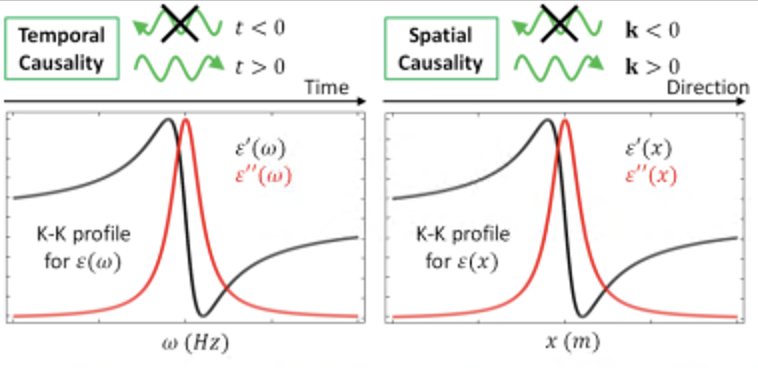 Temporal
Causality
t < 0
t > 0
Time
ε′(ω)
ε′′(ω)
K-K profile
for ε(ω)
ω (Hz)
Spatial
Causality
k < 0
k > 0
Direction
ε′(x)
ε′′(x)
K-K profile
for ε(x)
x (m)